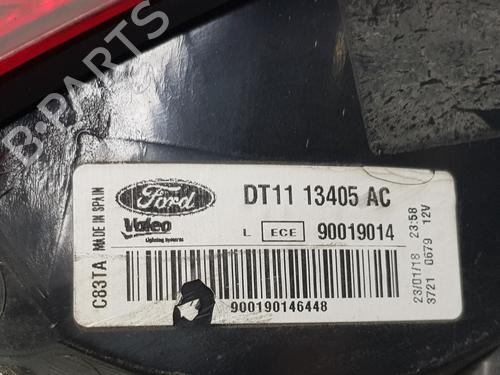 B-PARTS
C83TA MADE IN SPAIN
Ford
DT11 13405 AC
Valeo
Lighting Systems
L ECE 90019014
900190146448
23/01/18 23:58
3721 0679 12V